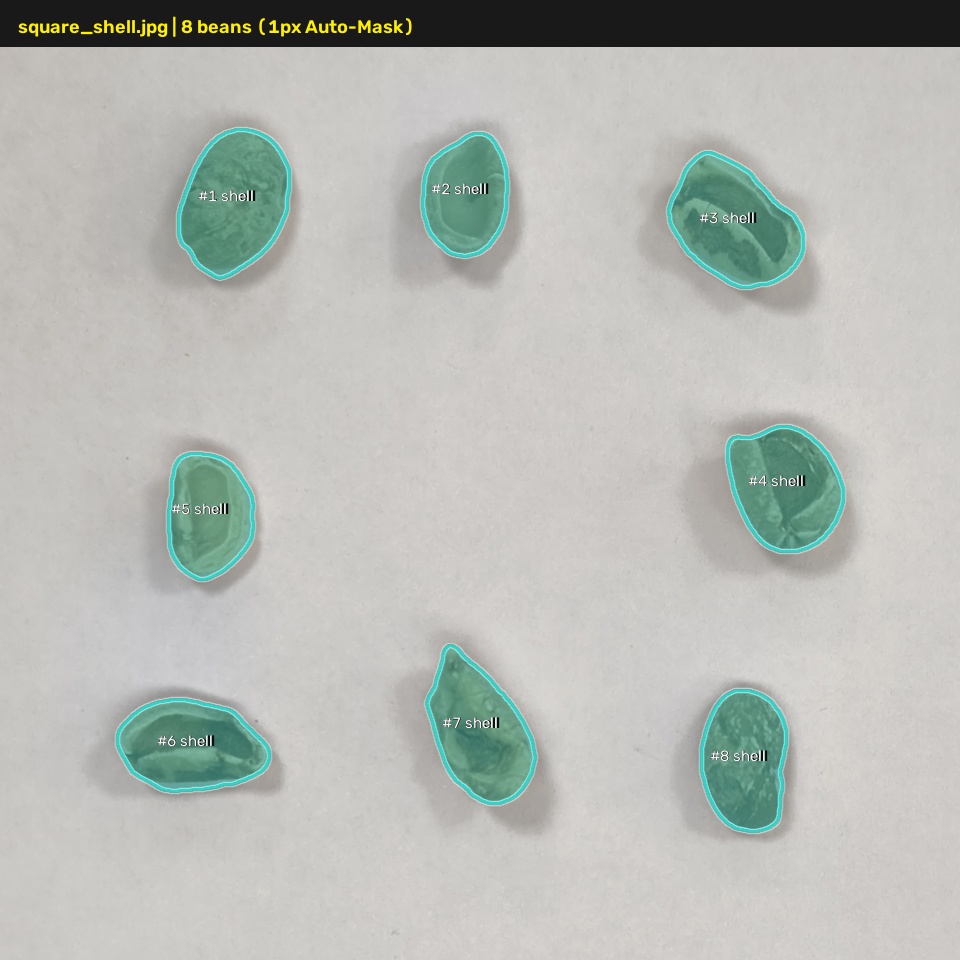 square_shell.jpg | 8 beans (1px Auto-Mask)
#1 shell
#2 shell
#3 shell
#4 shell
#5 shell
#6 shell
#7 shell
#8 shell